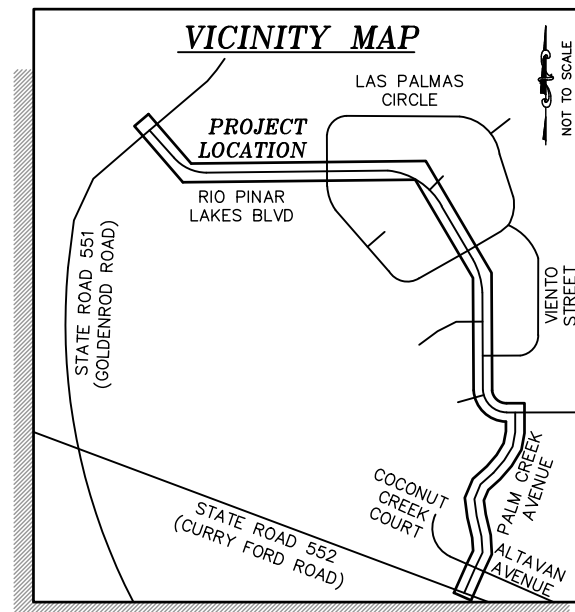 VICINITY MAP
NOT TO SCALE
LAS PALMAS
CIRCLE
PROJECT
LOCATION
RIO PINAR
LAKES BLVD
STATE ROAD 551
(GOLDENROD ROAD)
VIENTO
STREET
COCONUT
CREEK
COURT
PALM CREEK
AVENUE
STATE ROAD 552
(CURRY FORD ROAD)
ALTAVAN
AVENUE